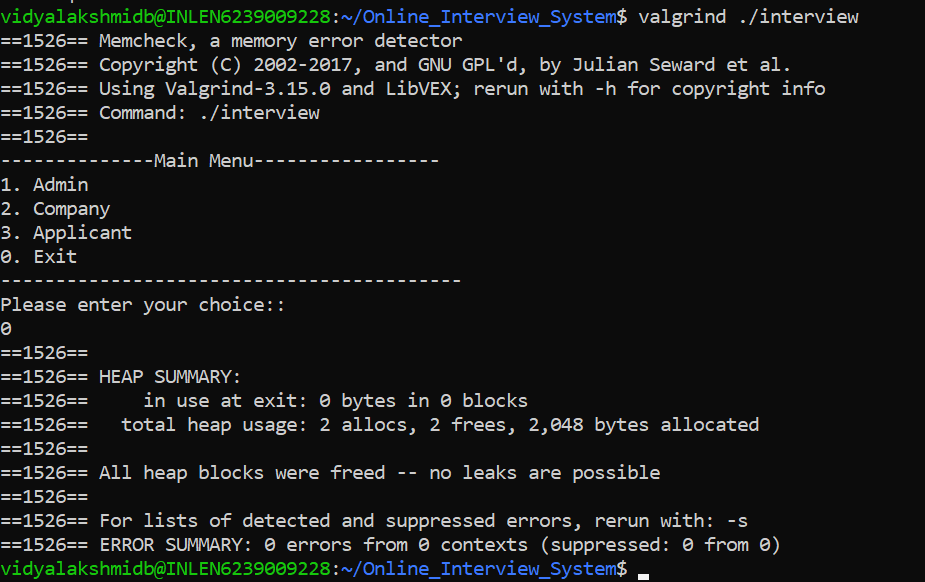 vidyalakshmidb@INLEN6239009228:~/Online_Interview_System$ valgrind ./interview
==1526== Memcheck, a memory error detector
==1526== Copyright (C) 2002-2017, and GNU GPL'd, by Julian Seward et al.
==1526== Using Valgrind-3.15.0 and LibVEX; rerun with -h for copyright info
==1526== Command: ./interview
==1526==
--------------Main Menu-----------------
1. Admin
2. Company
3. Applicant
0. Exit
------------------------------------------
Please enter your choice::
0
==1526==
==1526== HEAP SUMMARY:
==1526==     in use at exit: 0 bytes in 0 blocks
==1526==   total heap usage: 2 allocs, 2 frees, 2,048 bytes allocated
==1526==
==1526== All heap blocks were freed -- no leaks are possible
==1526==
==1526== For lists of detected and suppressed errors, rerun with: -s
==1526== ERROR SUMMARY: 0 errors from 0 contexts (suppressed: 0 from 0)
vidyalakshmidb@INLEN6239009228:~/Online_Interview_System$